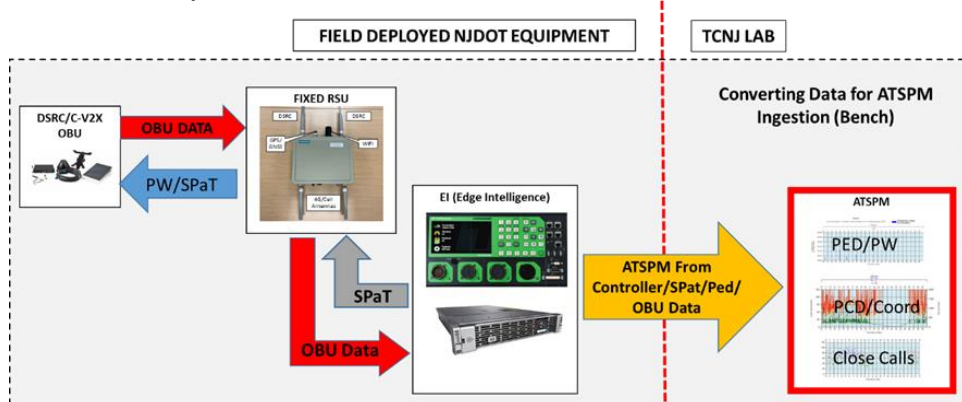 FIELD DEPLOYED NJDOT EQUIPMENT
TCNJ LAB
DSRC/C-V2X
OBU
OBU DATA
PW/SPaT
FIXED RSU
DSRC
DSRC
GPS/
GNSS
WIFI
4G/Cell
Antennas
SPaT
OBU Data
EI (Edge Intelligence)
ATSPM From
Controller/SPat/Ped/
OBU Data
Converting Data for ATSPM
Ingestion (Bench)
ATSPM
PED/PW
PCD/Coord
Close Calls